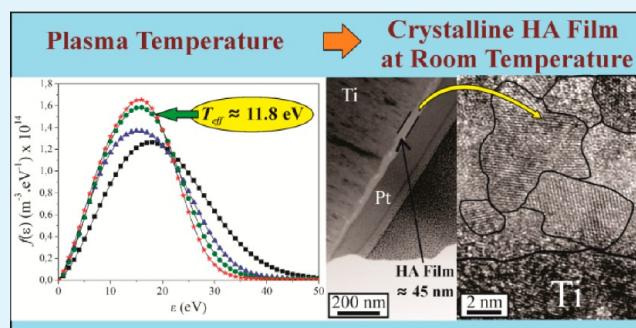 Plasma Temperature
Crystalline HA Film
at Room Temperature
f(ε) (m⁻³.eV⁻¹) x 10¹⁴
1,8
1,6
1,4
1,2
1,0
0,8
0,6
0,4
0,2
0,0
0 10 20 30 40 50
ε (eV)
T_eff ≈ 11.8 eV
Ti
Pt
HA Film
≈ 45 nm
200 nm
2 nm
Ti